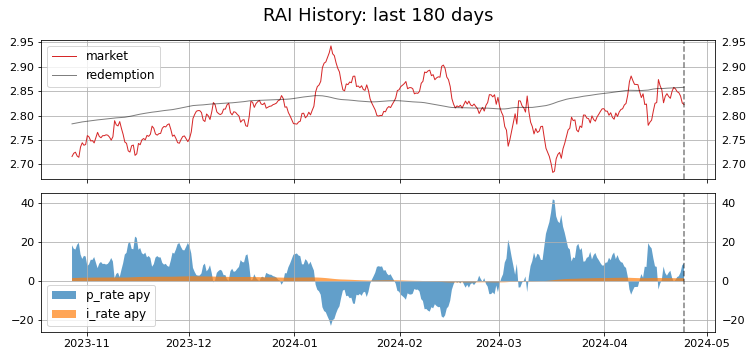 RAI History: last 180 days
2.95 2.95
market
redemption
2.90 2.90
2.85 2.85
2.80 2.80
2.75 2.75
2.70 2.70
40 40
20 20
0 0
p_rate apy
i_rate apy
−20 −20
2023-11 2023-12 2024-01 2024-02 2024-03 2024-04 2024-05